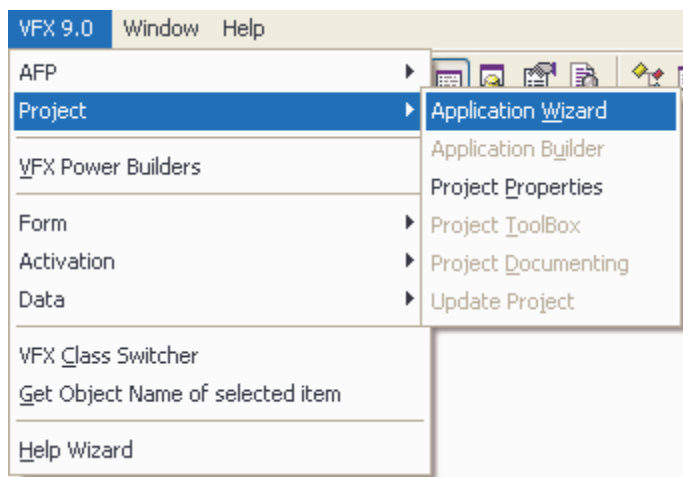 VFX 9.0 Window Help
AFP
Project
VFX Power Builders
Form
Activation
Data
VFX Class Switcher
Get Object Name of selected item
Help Wizard
Application Wizard
Application Builder
Project Properties
Project ToolBox
Project Documenting
Update Project